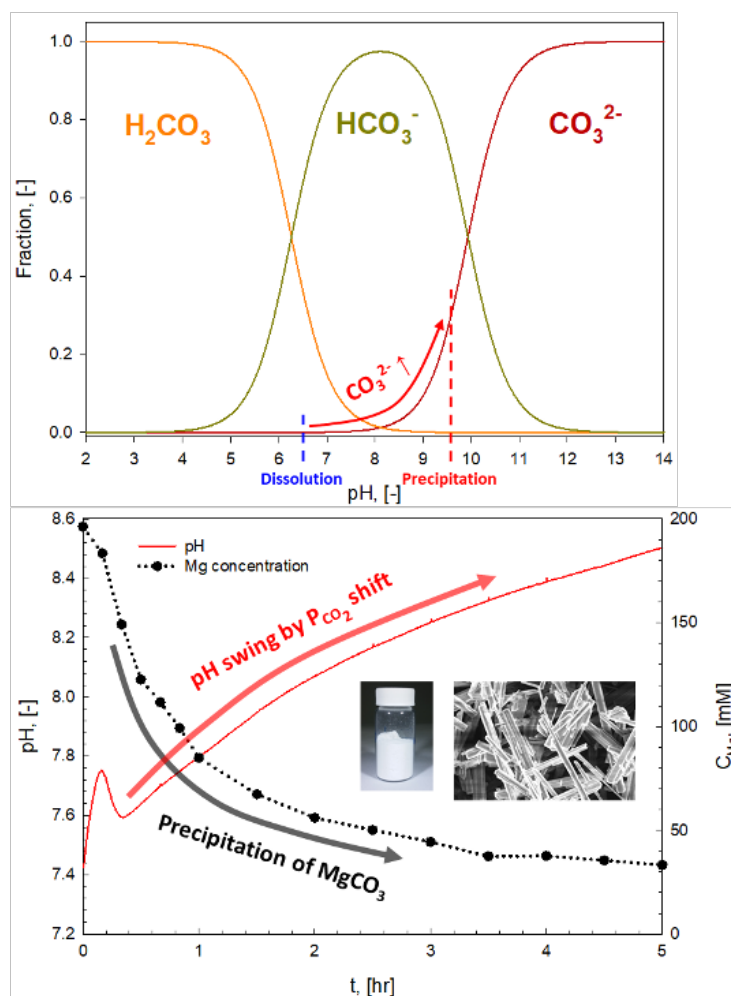 1.0
0.8
0.6
0.4
0.2
0.0
Fraction, [-]
H₂CO₃
HCO₃⁻
CO₃²⁻
CO₃²⁻ ↑
2 3 4 5 6 7 8 9 10 11 12 13 14
Dissolution
Precipitation
pH, [-]
8.6
8.4
8.2
8.0
7.8
7.6
7.4
7.2
pH, [-]
pH
Mg concentration
pH swing by P_CO₂ shift
Precipitation of MgCO₃
200
150
100
50
0
[mM]
0 1 2 3 4 5
t, [hr]